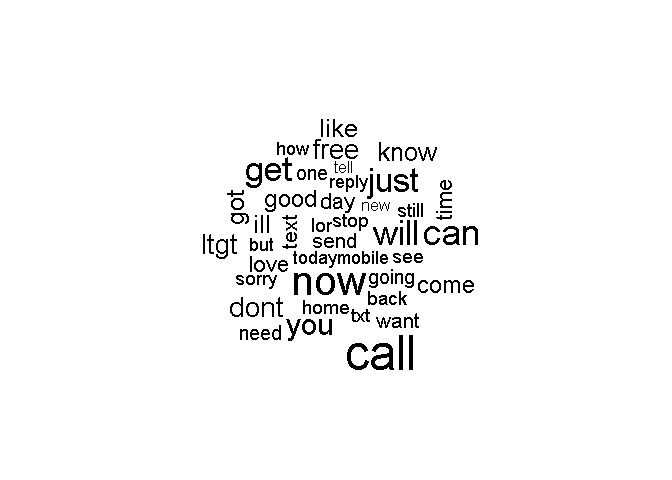 like
how free know
get one tell
reply just
got good day new still time
ill text lor stop will can
ltgt but send
love today mobile see
sorry now going come
back
dont home txt want
need you
call